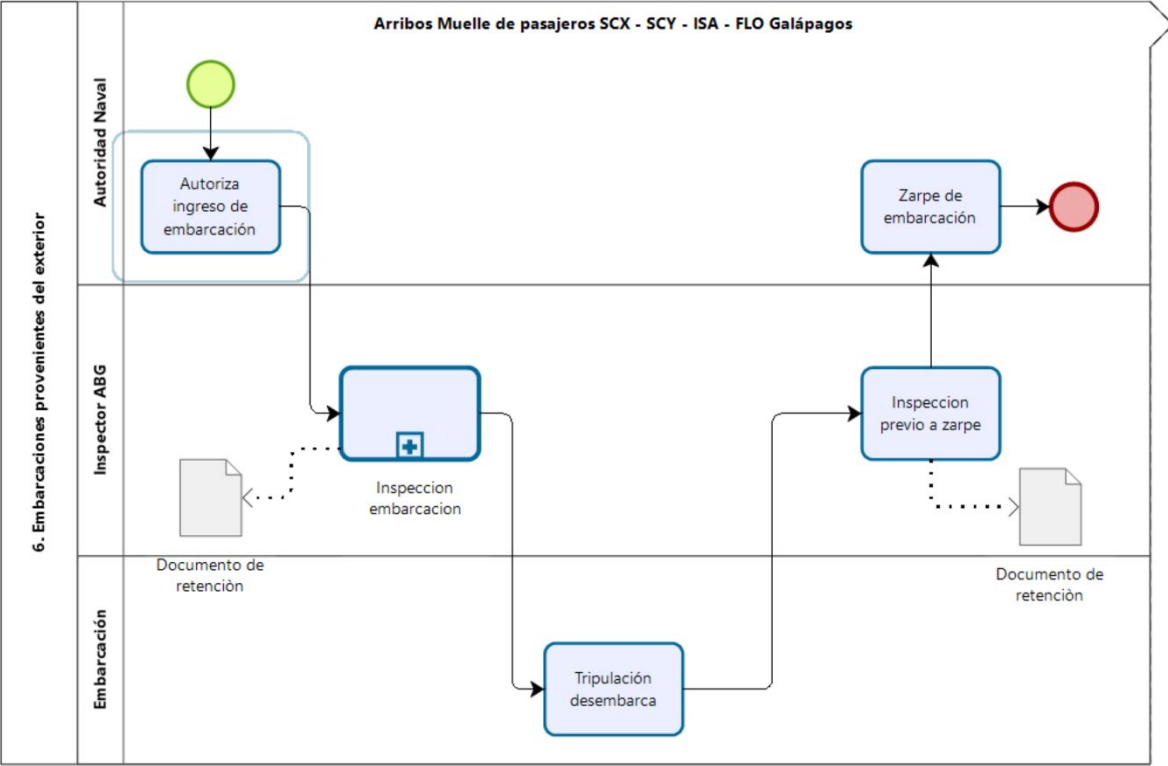 Arribos Muelle de pasajeros SCX - SCY - ISA - FLO Galápagos
6. Embarcaciones provenientes del exterior
Autoridad Naval
Autoriza
ingreso de
embarcación
Zarpe de
embarcación
Inspector ABG
Inspeccion
embarcacion
Documento de
retenciòn
Inspeccion
previo a zarpe
Documento de
retenciòn
Embarcación
Tripulación
desembarca